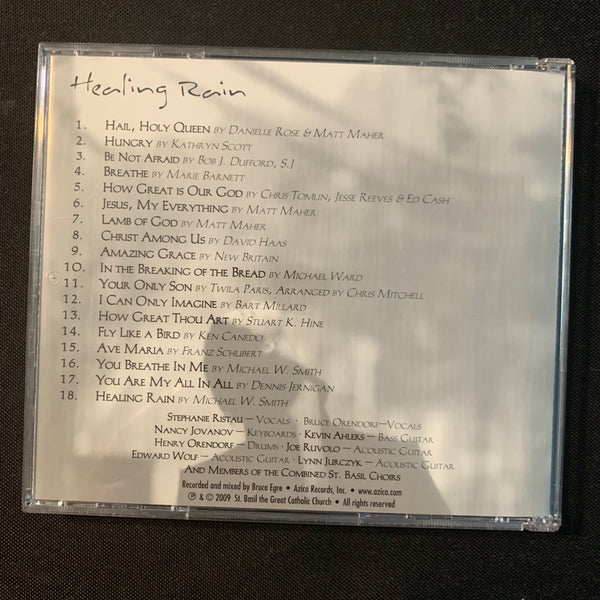 Healing Rain
1. Hail, Holy Queen by Danielle Rose & Matt Maher
2. Hungry by Kathryn Scott
3. Be Not Afraid by Bob J. Dufford, S.J
4. Breathe by Marie Barnett
5. How Great is Our God by Chris Tomlin, Jesse Reeves & Ed Cash
6. Jesus, My Everything by Matt Maher
7. Lamb of God by Matt Maher
8. Christ Among Us by David Haas
9. Amazing Grace by New Britain
10. In the Breaking of the Bread by Michael Ward
11. Your Only Son by Twila Paris, Arranged by Chris Mitchell
12. I Can Only Imagine by Bart Millard
13. How Great Thou Art by Stuart K. Hine
14. Fly Like a Bird by Ken Canedo
15. Ave Maria by Franz Schubert
16. You Breathe In Me by Michael W. Smith
17. You Are My All In All by Dennis Jernigan
18. Healing Rain by Michael W. Smith
Stephanie Ristau – Vocals · Bruce Orendorf–Vocals
Nancy Jovanov – Keyboards · Kevin Ahlers – Bass Guitar
Henry Orendorf – Drums · Joe Ruvolo – Acoustic Guitar
Edward Wolf – Acoustic Guitar · Lynn Jurczyk – Acoustic Guitar
And Members of the Combined St. Basil Choirs
Recorded and mixed by Bruce Egre • Azica Records, Inc. • www.azica.com
℗ & © 2009 St. Basil the Great Catholic Church • All rights reserved